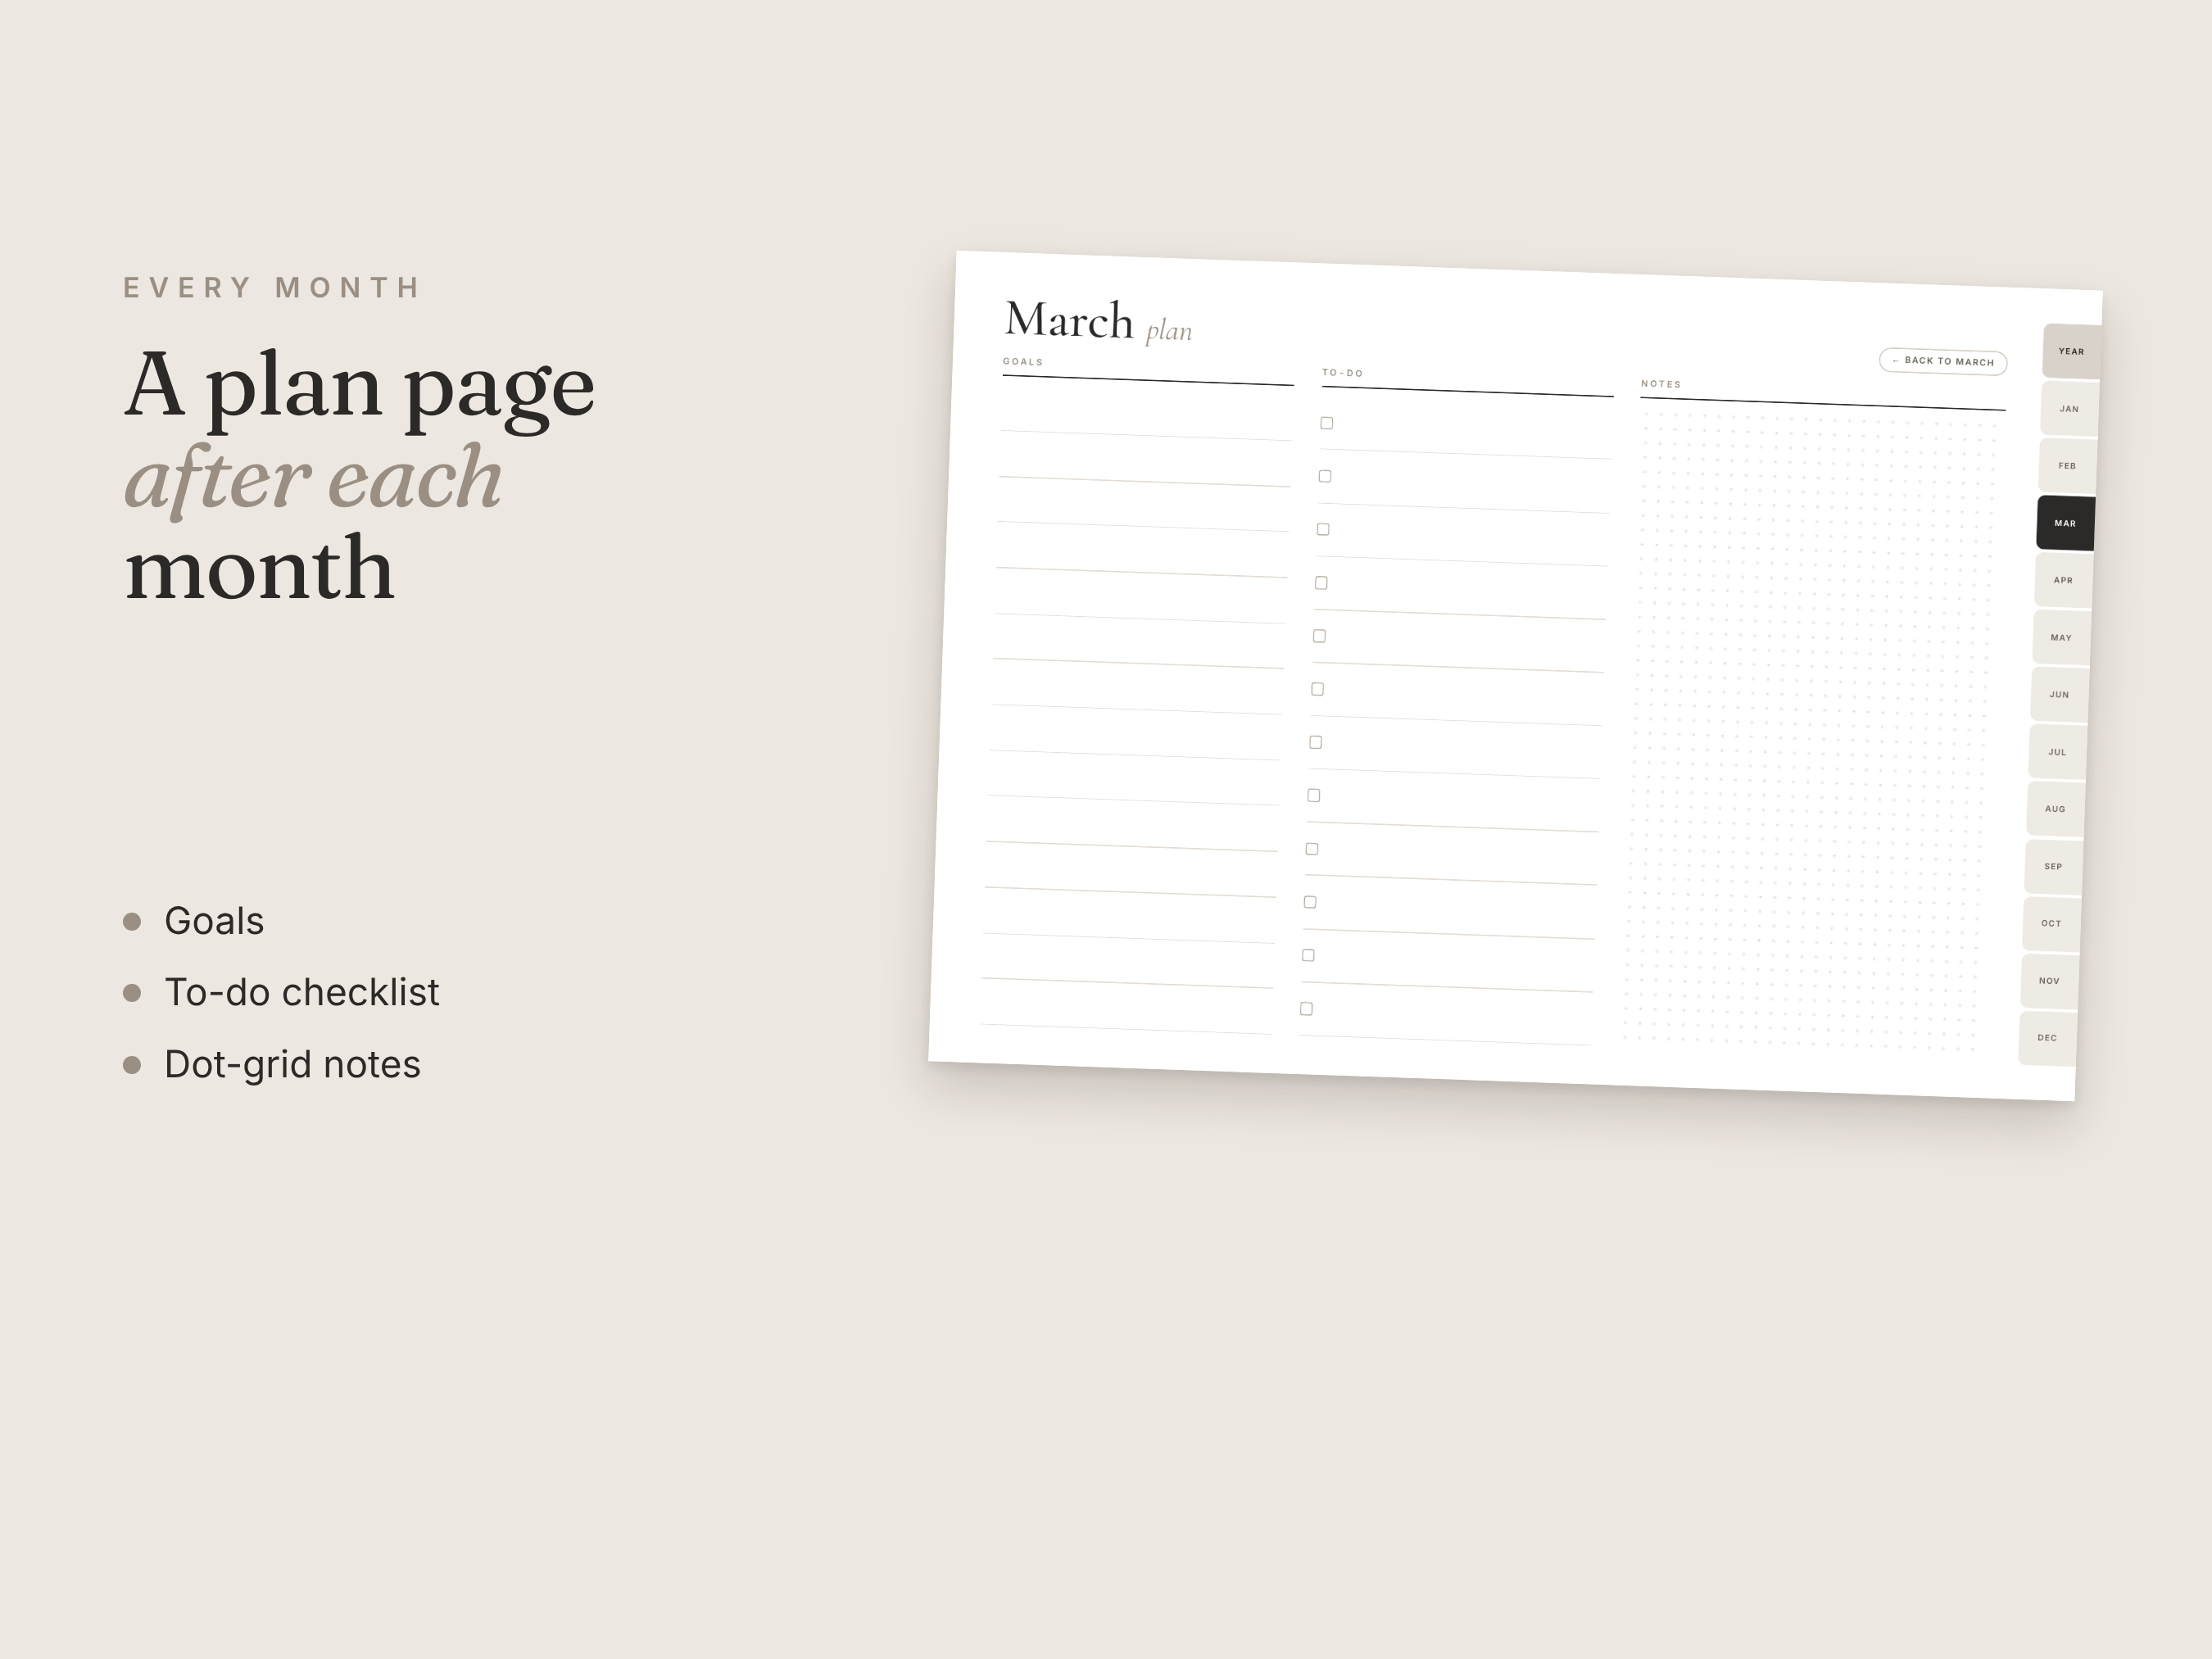 EVERY MONTH
A plan page
after each
month
Goals
To-do checklist
Dot-grid notes
March plan
← BACK TO MARCH
GOALS
TO-DO
NOTES
YEAR
JAN
FEB
MAR
APR
MAY
JUN
JUL
AUG
SEP
OCT
NOV
DEC